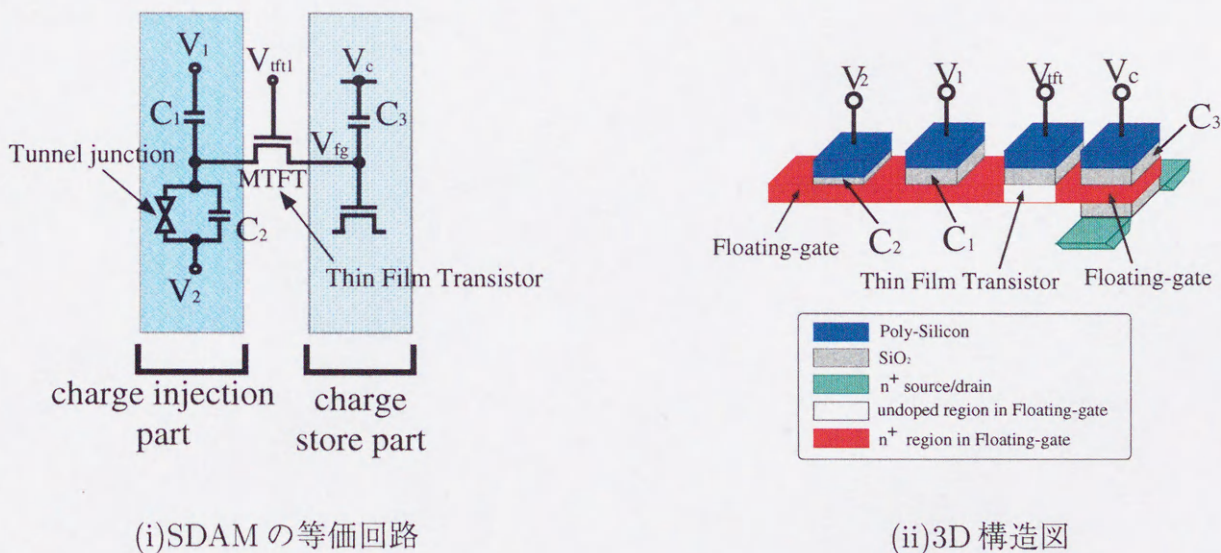 V1
Vtft1
Vc
C1
C3
Vfg
Tunnel junction
MTFT
C2
Thin Film Transistor
V2
charge injection
part
charge
store part
(i)SDAM の等価回路
V2
V1
Vtft
Vc
C3
Floating-gate
C2
C1
Thin Film Transistor
Floating-gate
Poly-Silicon
SiO2
n+ source/drain
undoped region in Floating-gate
n+ region in Floating-gate
(ii)3D 構造図